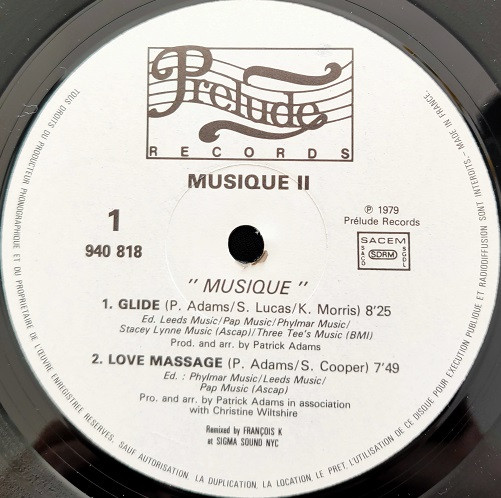 Prelude
RECORDS
MUSIQUE II
1
940 818
℗ 1979
Prélude Records
SACEM
SACD SDRM SGDL
" MUSIQUE "
1. GLIDE (P. Adams/S. Lucas/K. Morris) 8'25
Ed. Leeds Music/Pap Music/Phylmar Music/
Stacey Lynne Music (Ascap)/Three Tee's Music (BMI)
Prod. and arr. by Patrick Adams
2. LOVE MASSAGE (P. Adams/S. Cooper) 7'49
Ed. : Phylmar Music/Leeds Music/
Pap Music (Ascap)
Pro. and arr. by Patrick Adams in association
with Christine Wiltshire
Remixed by FRANÇOIS K
at SIGMA SOUND NYC
TOUS DROITS DU PRODUCTEUR PHONOGRAPHIQUE ET DU PROPRIETAIRE DE L'ŒUVRE ENREGISTREE RESERVES. SAUF AUTORISATION. LA DUPLICATION, LA LOCATION, LE PRET, L'UTILISATION DE CE DISQUE POUR EXECUTION PUBLIQUE ET RADIODIFFUSION SONT INTERDITS. - MADE IN FRANCE.